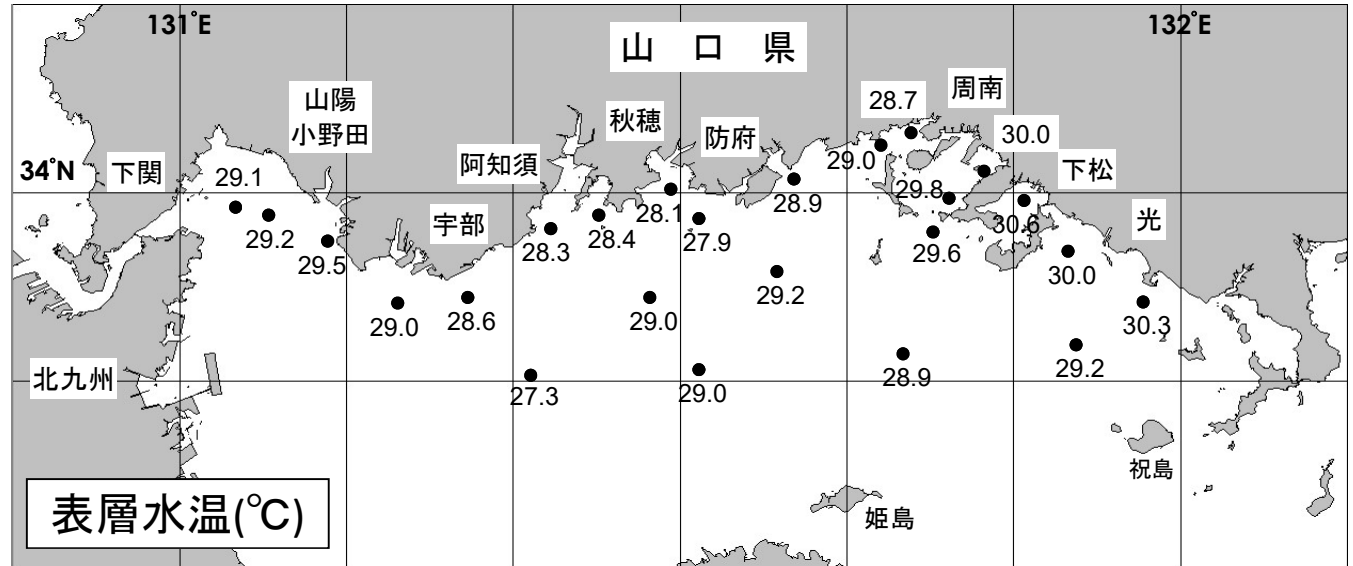 131°E
132°E
山 口 県
山陽
小野田
秋穂
防府
28.7
周南
30.0
34°N
下関
29.1
阿知須
29.0
下松
29.2
宇部
28.3
28.4
28.1
27.9
28.9
29.8
29.6
30.6
光
29.5
29.2
30.0
29.0
28.6
29.0
30.3
北九州
27.3
29.0
28.9
29.2
祝島
表層水温(℃)
姫島